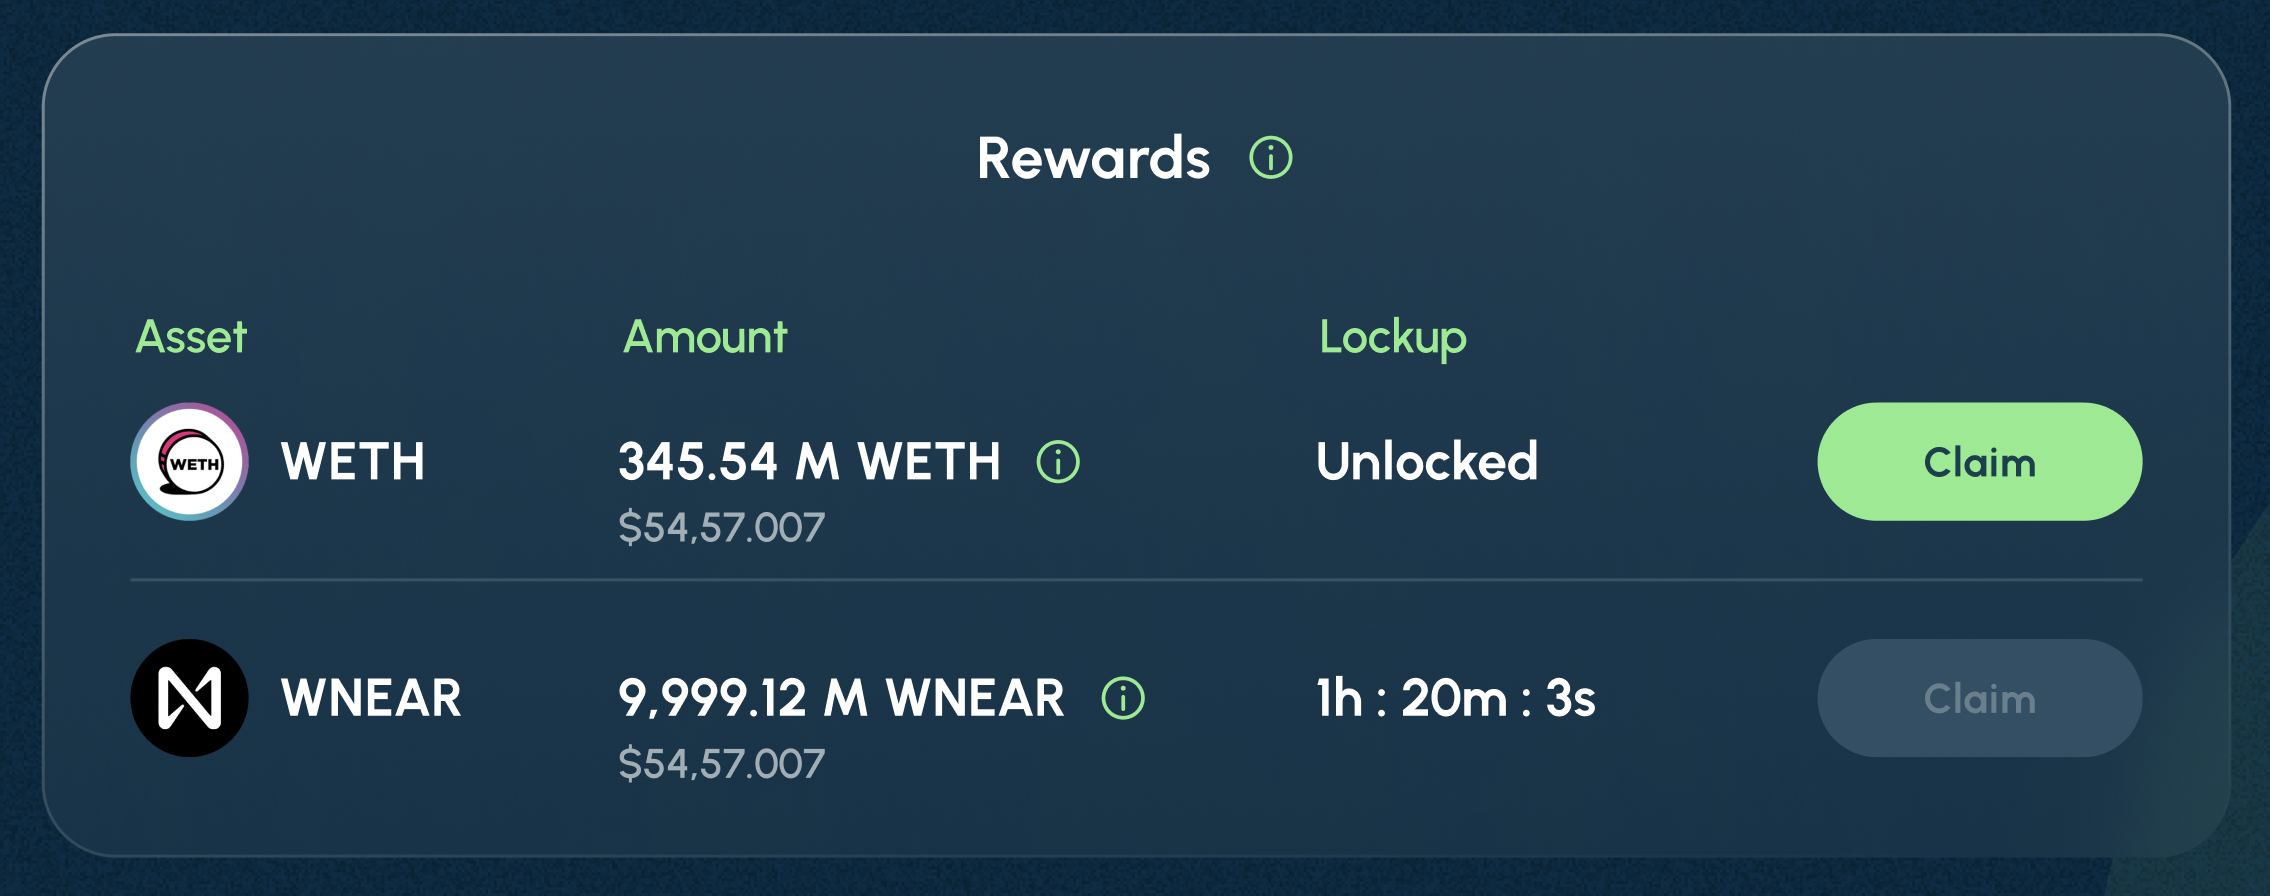 Rewards
Asset Amount Lockup
WETH WETH 345.54 M WETH Unlocked Claim
$54,57.007
WNEAR 9,999.12 M WNEAR 1h : 20m : 3s Claim
$54,57.007